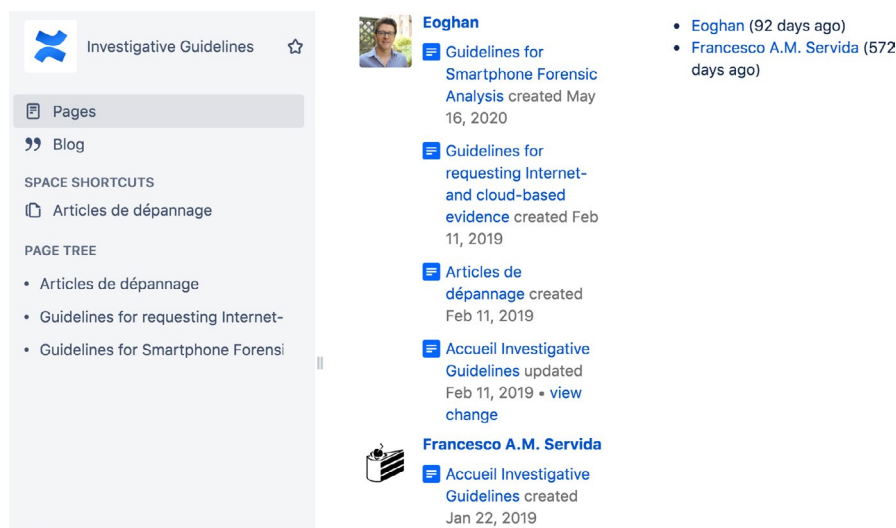 Investigative Guidelines
Pages
Blog
SPACE SHORTCUTS
Articles de dépannage
PAGE TREE
• Articles de dépannage
• Guidelines for requesting Internet-
• Guidelines for Smartphone Forensi
Eoghan
Guidelines for
Smartphone Forensic
Analysis created May
16, 2020
Guidelines for
requesting Internet-
and cloud-based
evidence created Feb
11, 2019
Articles de
dépannage created
Feb 11, 2019
Accueil Investigative
Guidelines updated
Feb 11, 2019 • view
change
Francesco A.M. Servida
Accueil Investigative
Guidelines created
Jan 22, 2019
• Eoghan (92 days ago)
• Francesco A.M. Servida (572
days ago)